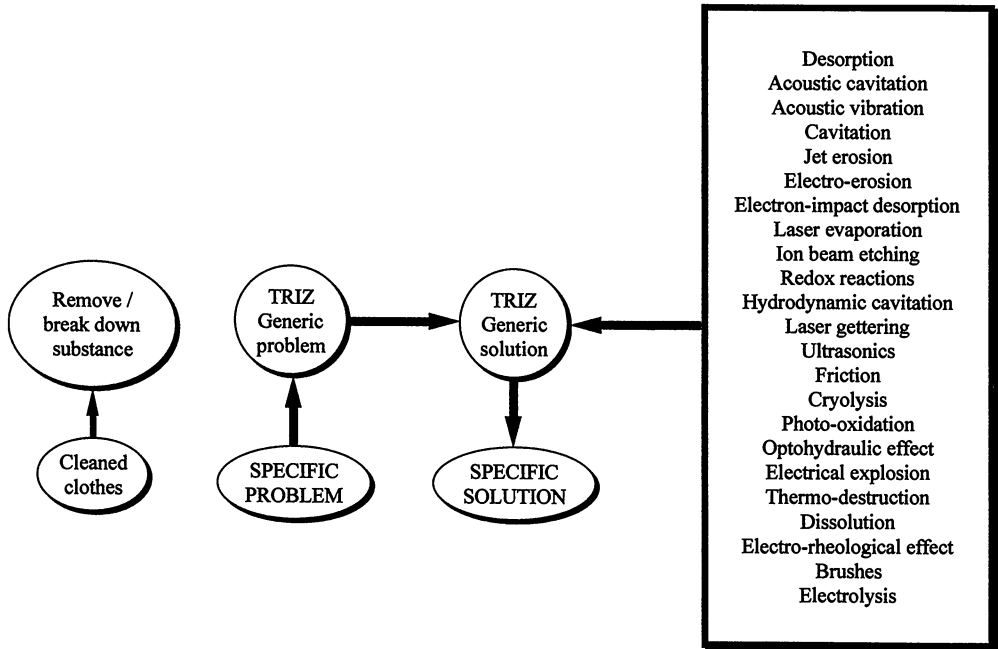 Remove /
break down
substance
Cleaned
clothes
TRIZ
Generic
problem
SPECIFIC
PROBLEM
TRIZ
Generic
solution
SPECIFIC
SOLUTION
Desorption
Acoustic cavitation
Acoustic vibration
Cavitation
Jet erosion
Electro-erosion
Electron-impact desorption
Laser evaporation
Ion beam etching
Redox reactions
Hydrodynamic cavitation
Laser gettering
Ultrasonics
Friction
Cryolysis
Photo-oxidation
Optohydraulic effect
Electrical explosion
Thermo-destruction
Dissolution
Electro-rheological effect
Brushes
Electrolysis